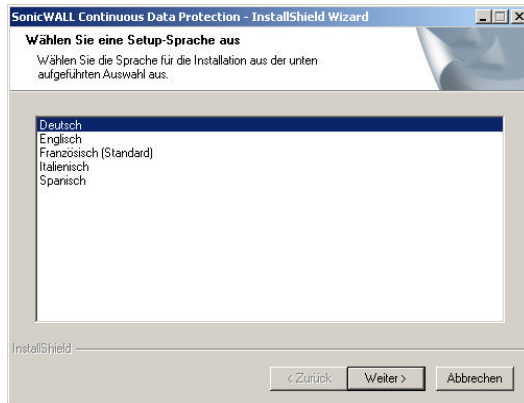 SonicWALL Continuous Data Protection - InstallShield Wizard
Wählen Sie eine Setup-Sprache aus
Wählen Sie die Sprache für die Installation aus der unten
aufgeführten Auswahl aus.
Deutsch
Englisch
Französisch (Standard)
Italienisch
Spanisch
InstallShield
< Zurück
Weiter >
Abbrechen